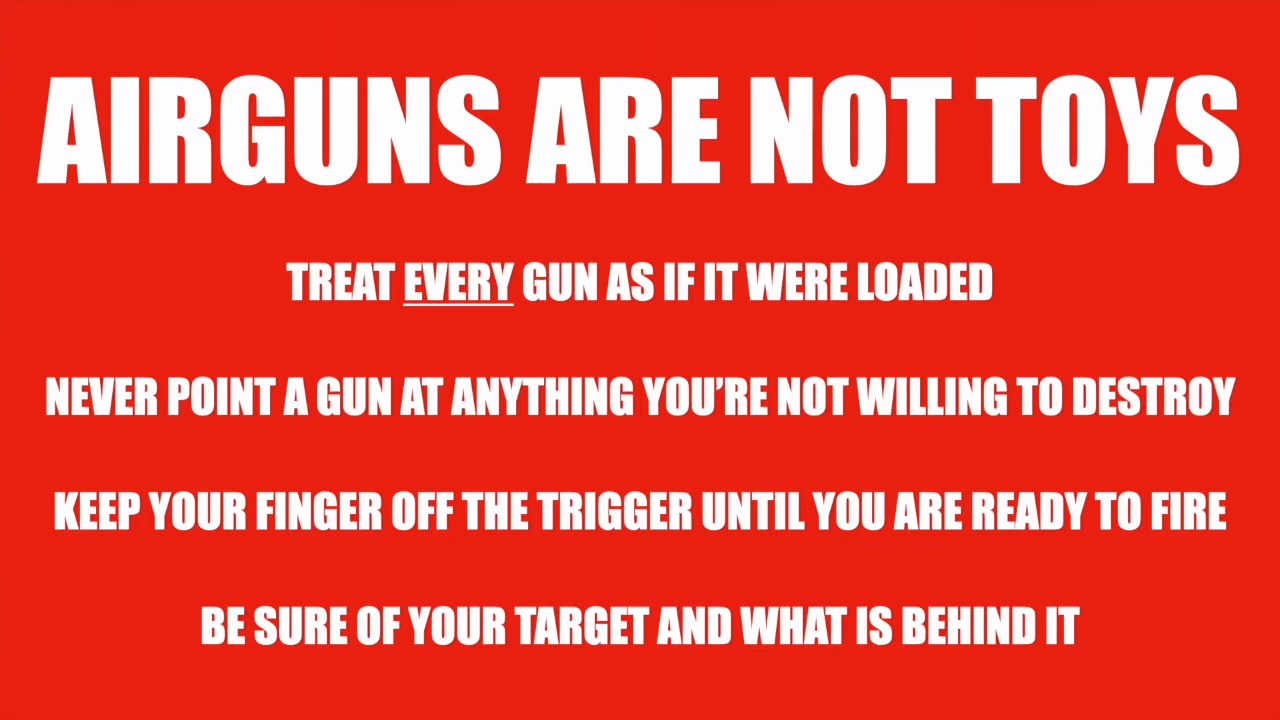 AIRGUNS ARE NOT TOYS
TREAT EVERY GUN AS IF IT WERE LOADED
NEVER POINT A GUN AT ANYTHING YOU’RE NOT WILLING TO DESTROY
KEEP YOUR FINGER OFF THE TRIGGER UNTIL YOU ARE READY TO FIRE
BE SURE OF YOUR TARGET AND WHAT IS BEHIND IT